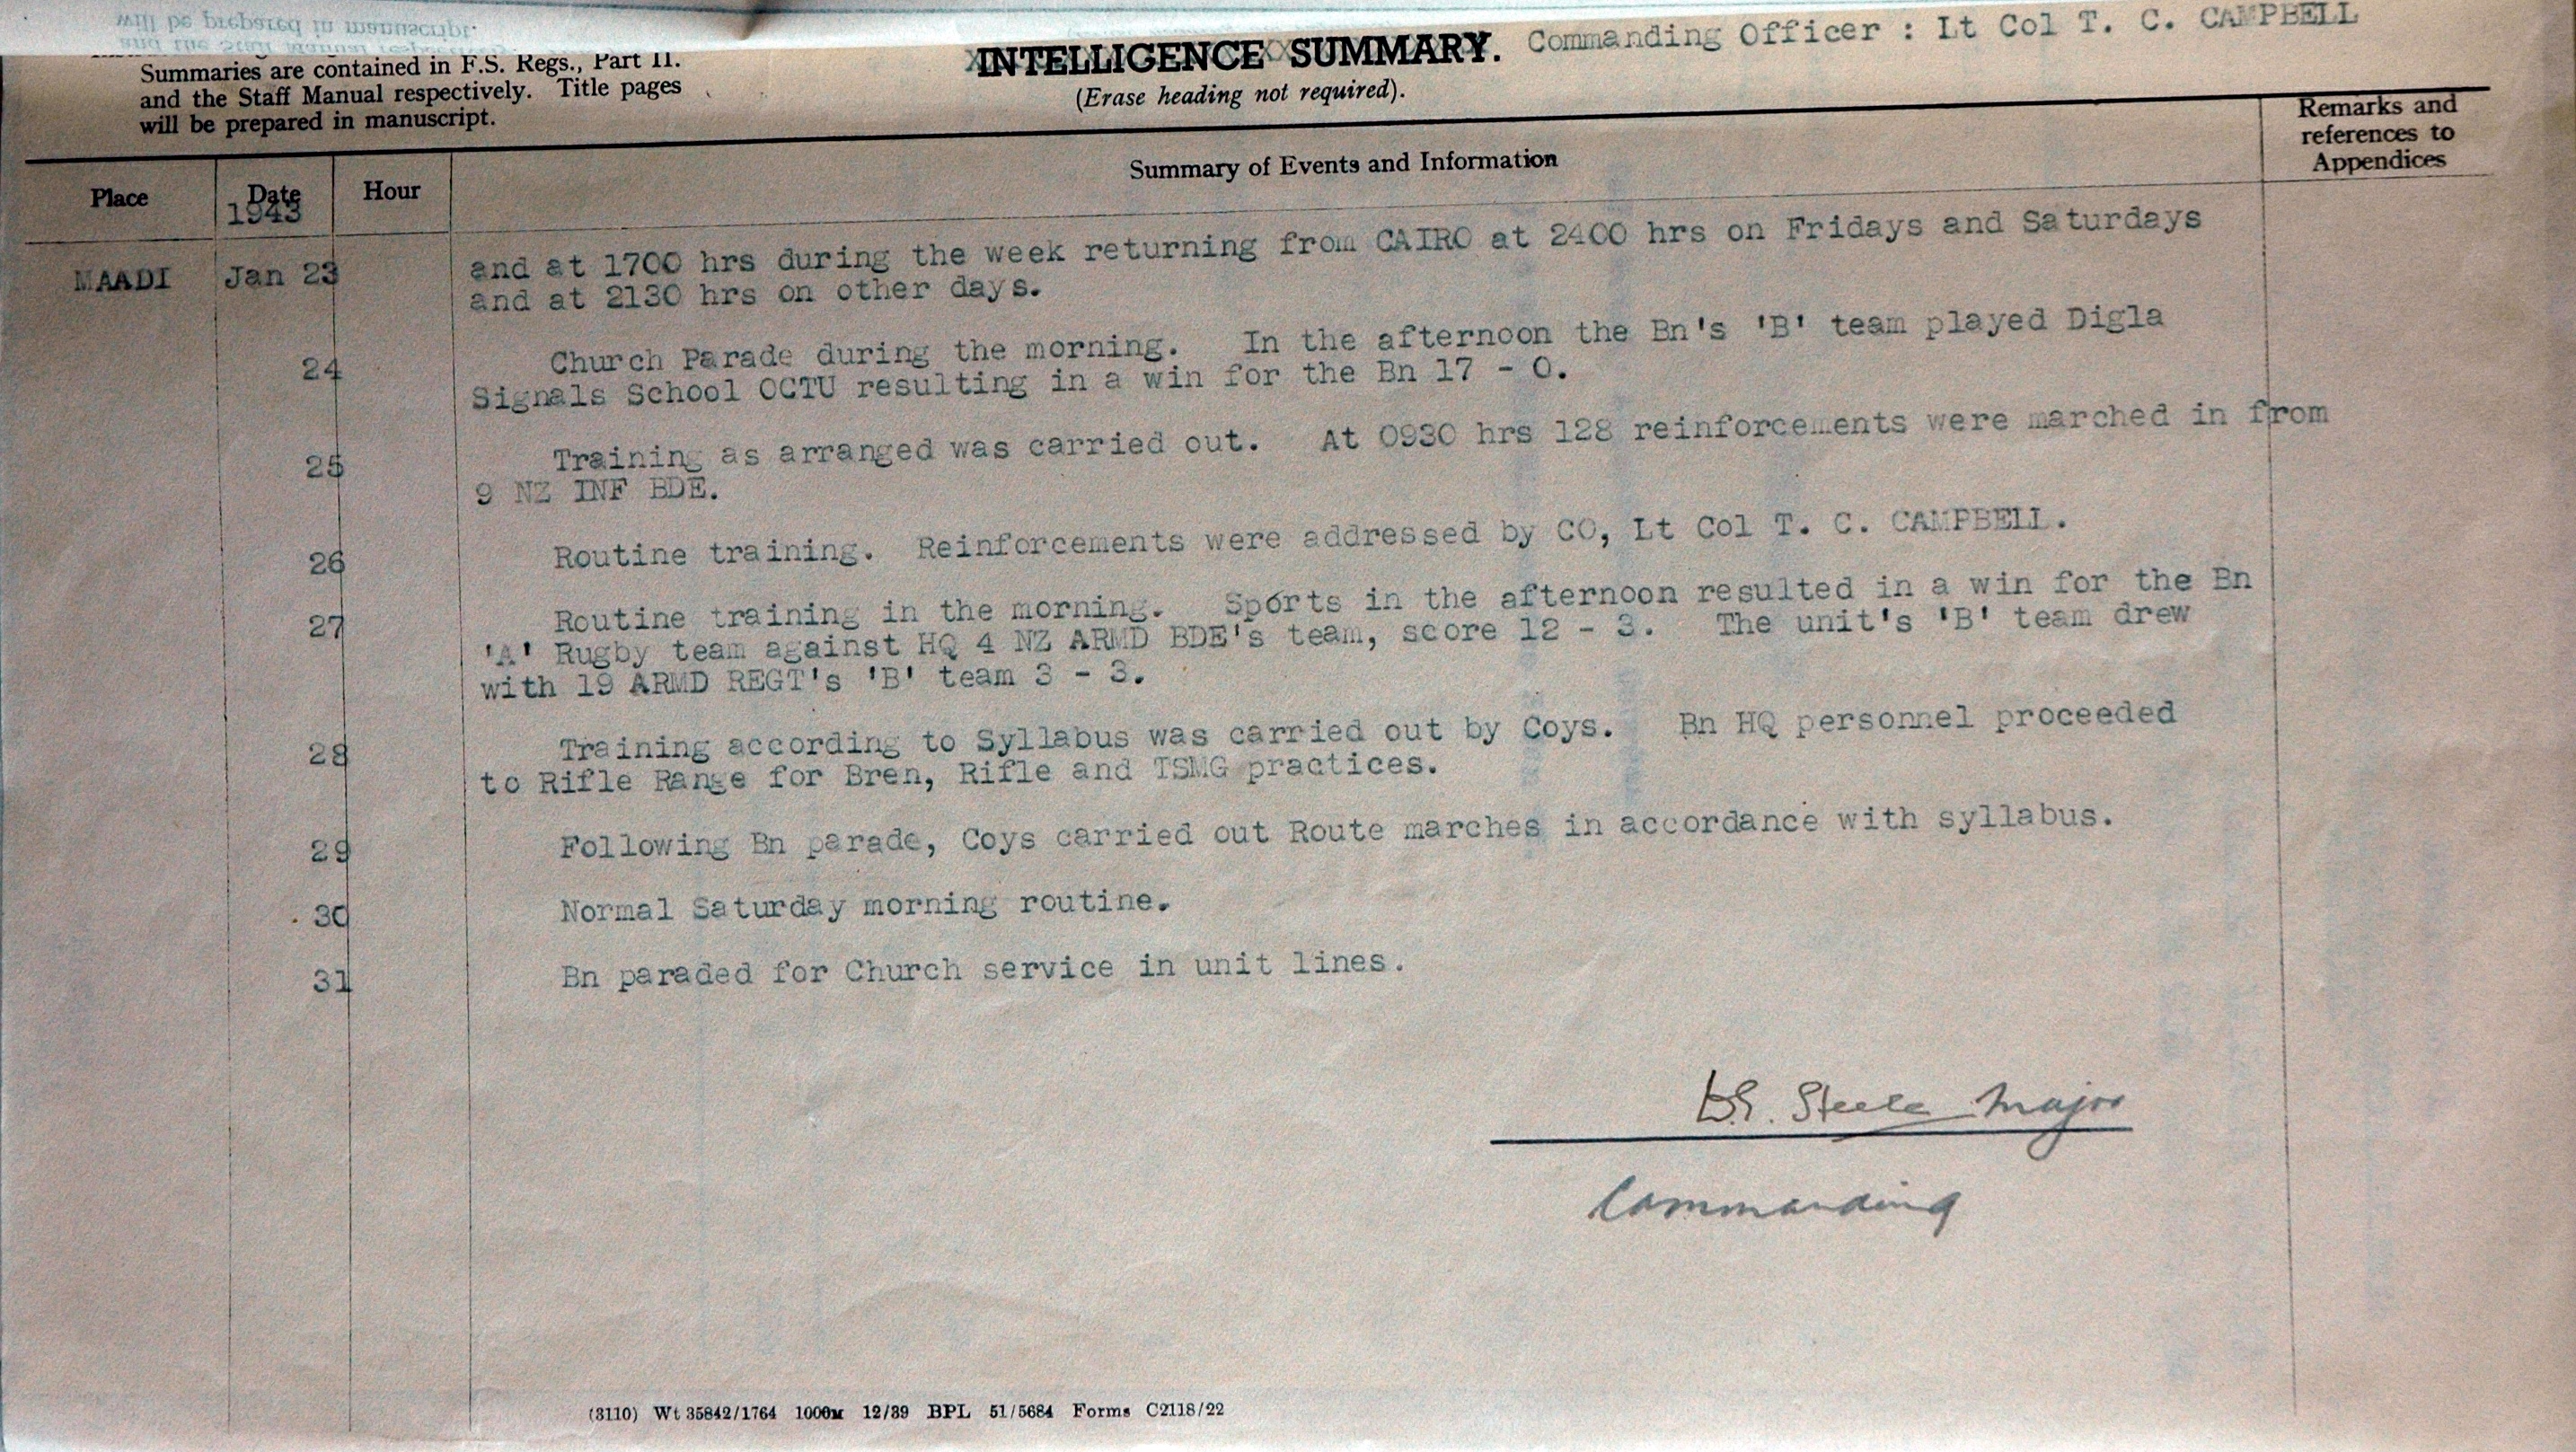 will be prepared in manuscript.
and the Staff Manual respectively.
Summaries are contained in F.S. Regs., Part II.
and the Staff Manual respectively. Title pages
will be prepared in manuscript.
INTELLIGENCE SUMMARY.
(Erase heading not required).
Commanding Officer : Lt Col T. C. CAMPBELL
Place
Date
1943
Hour
Summary of Events and Information
Remarks and
references to
Appendices
MAADI Jan 23 and at 1700 hrs during the week returning from CAIRO at 2400 hrs on Fridays and Saturdays
and at 2130 hrs on other days.
24 Church Parade during the morning. In the afternoon the Bn's 'B' team played Digla
Signals School OCTU resulting in a win for the Bn 17 - 0.
25 Training as arranged was carried out. At 0930 hrs 128 reinforcements were marched in from
9 NZ INF BDE.
26 Routine training. Reinforcements were addressed by CO, Lt Col T. C. CAMPBELL.
27 Routine training in the morning. Sports in the afternoon resulted in a win for the Bn
'A' Rugby team against HQ 4 NZ ARMD BDE's team, score 12 - 3. The unit's 'B' team drew
with 19 ARMD REGT's 'B' team 3 - 3.
28 Training according to Syllabus was carried out by Coys. Bn HQ personnel proceeded
to Rifle Range for Bren, Rifle and TSMG practices.
29 Following Bn parade, Coys carried out Route marches in accordance with syllabus.
30 Normal Saturday morning routine.
31 Bn paraded for Church service in unit lines.
Steele Major
Commanding
(3110) Wt 35842/1764 1000M 12/39 BPL 51/5684 Forms C2118/22